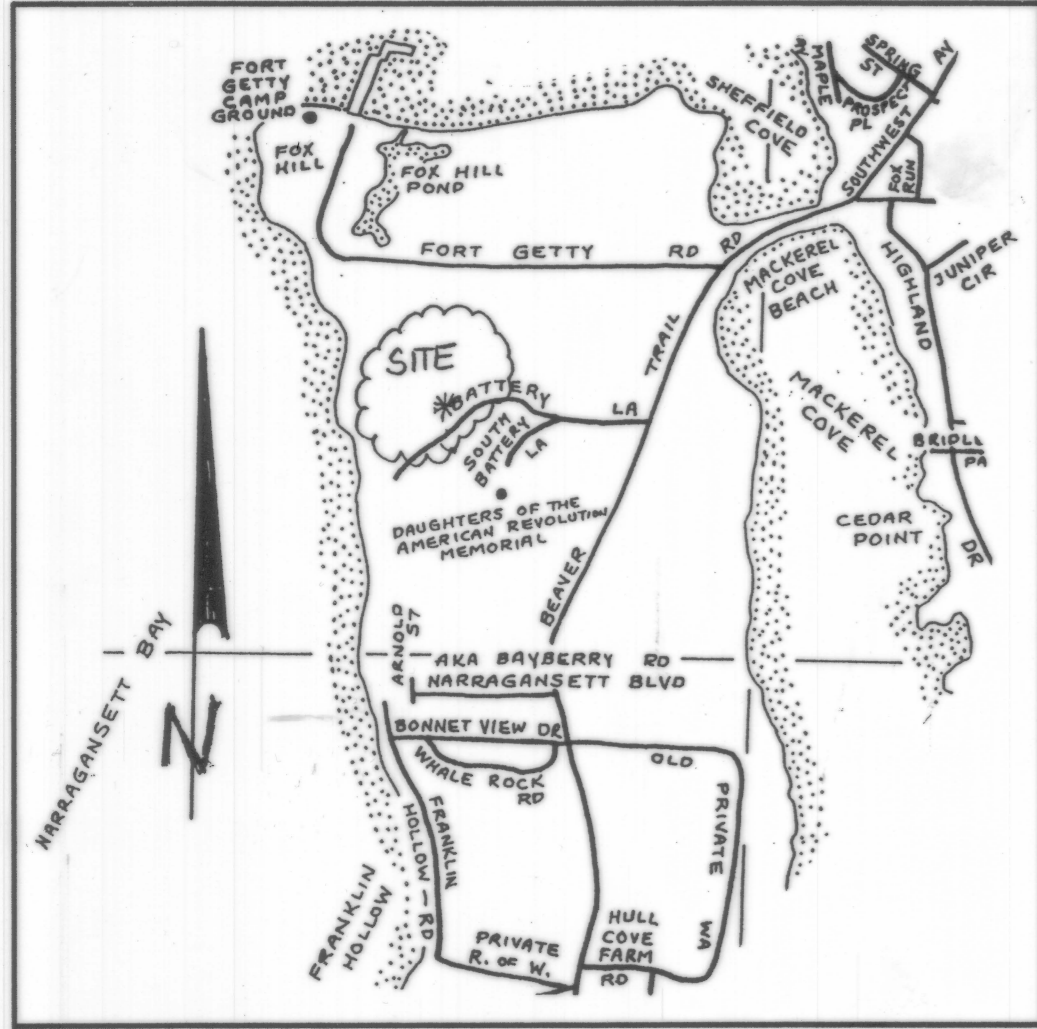 FORT
GETTY
CAMP
GROUND
FOX
HILL
FOX HILL
POND
SHEFFIELD
COVE
MAPLE
AV
SPRING
ST
PROSPECT
PL
SOUTHWEST AV
FOX
RUN
FORT GETTY RD
MACKEREL
COVE
BEACH
HIGHLAND DR
JUNIPER
CIR
SITE
BATTERY LA
SOUTH
BATTERY
LA
BEAVER TRAIL RD
MACKEREL
COVE
BRIDLE
PA
DAUGHTERS OF THE
AMERICAN REVOLUTION
MEMORIAL
CEDAR
POINT
ARNOLD
ST
AKA BAYBERRY RD
NARRAGANSETT BLVD
NARRAGANSETT BAY
N
BONNET VIEW DR
WHALE ROCK
RD
OLD PRIVATE WA
FRANKLIN
HOLLOW RD
FRANKLIN
HOLLOW
PRIVATE
R. OF W.
HULL
COVE
FARM
RD